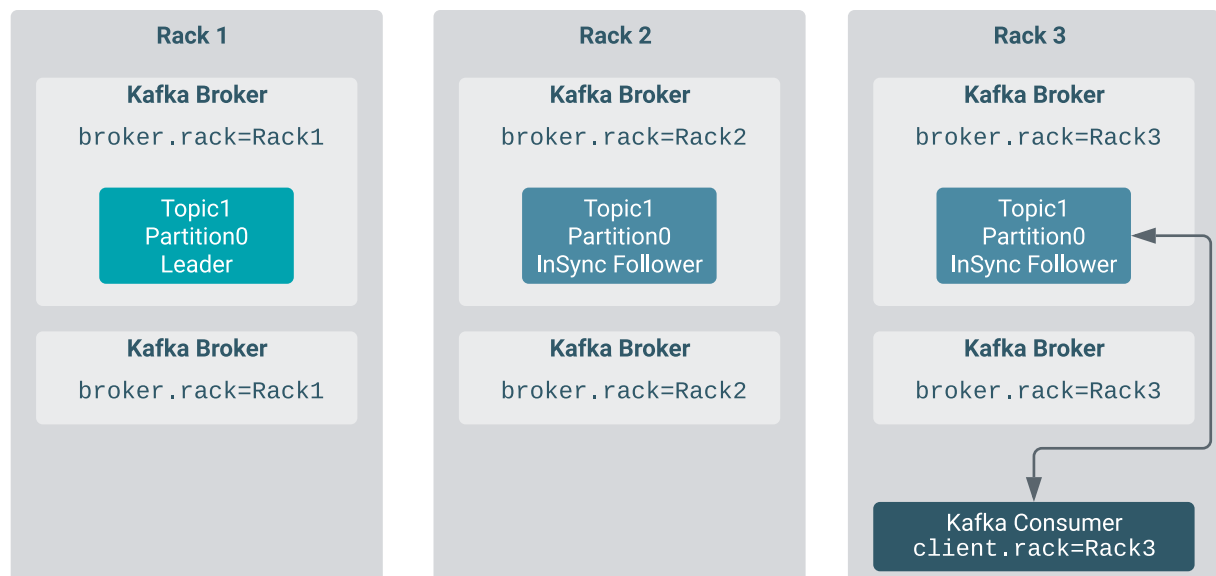 Rack 1
Kafka Broker
broker.rack=Rack1
Topic1
Partition0
Leader
Kafka Broker
broker.rack=Rack1
Rack 2
Kafka Broker
broker.rack=Rack2
Topic1
Partition0
InSync Follower
Kafka Broker
broker.rack=Rack2
Rack 3
Kafka Broker
broker.rack=Rack3
Topic1
Partition0
InSync Follower
Kafka Broker
broker.rack=Rack3
Kafka Consumer
client.rack=Rack3